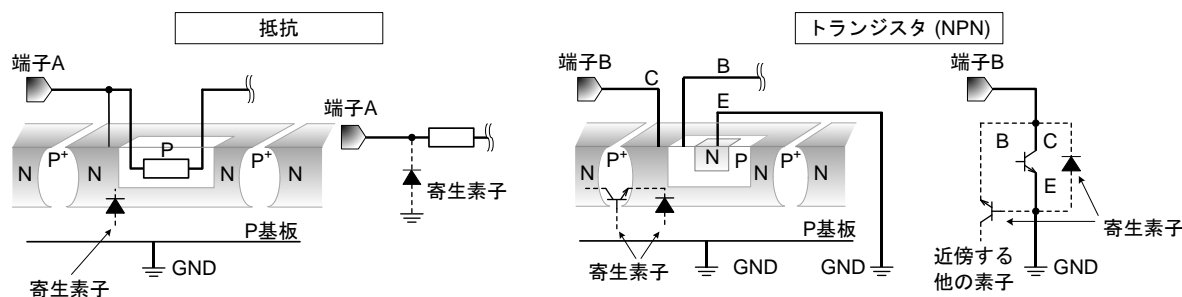 抵抗
トランジスタ (NPN)
端子A
端子A
N
P+
N
P
N
P+
N
寄生素子
P基板
GND
寄生素子
端子B
C
B
E
N
P+
N
N
P
N
P+
N
P基板
寄生素子
GND
GND
端子B
B
C
E
寄生素子
近傍する
他の素子